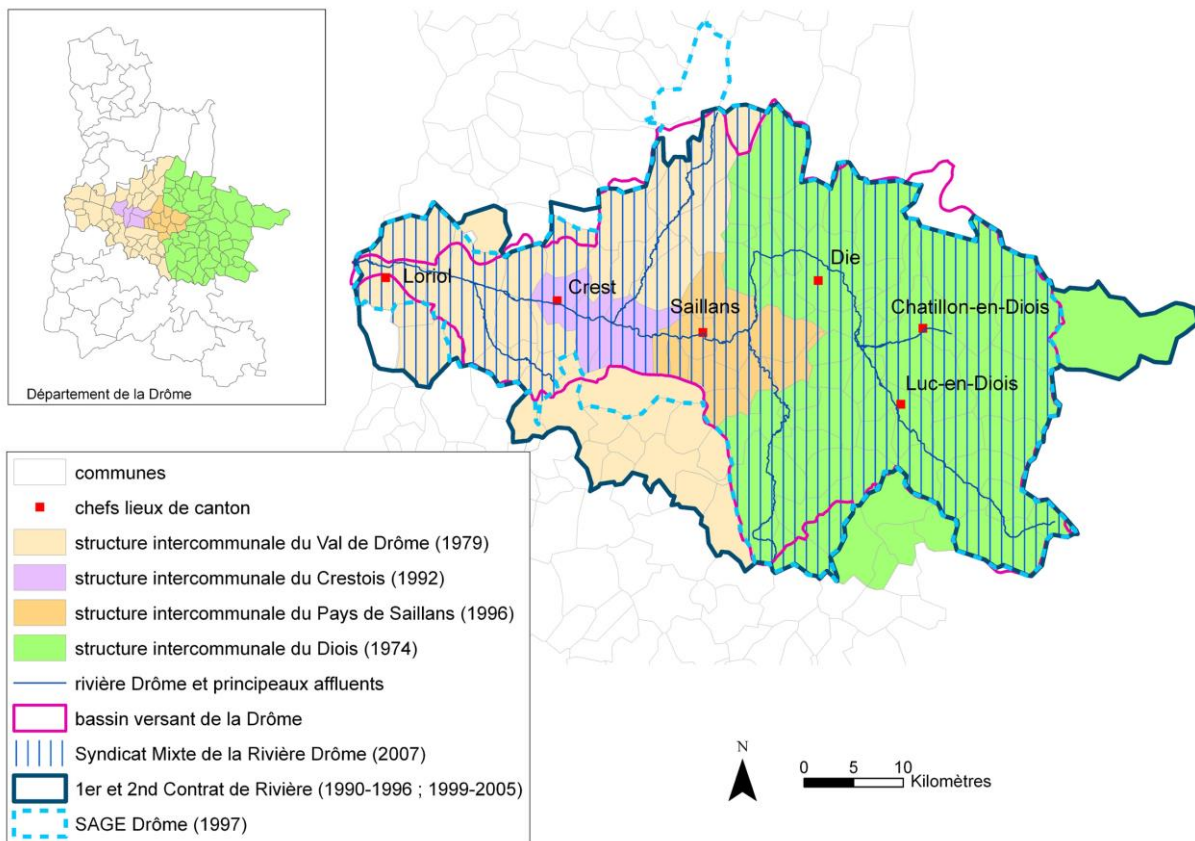 Département de la Drôme
Loriol
Crest
Saillans
Die
Chatillon-en-Diois
Luc-en-Diois
communes
chefs lieux de canton
structure intercommunale du Val de Drôme (1979)
structure intercommunale du Crestois (1992)
structure intercommunale du Pays de Saillans (1996)
structure intercommunale du Diois (1974)
rivière Drôme et principaux affluents
bassin versant de la Drôme
Syndicat Mixte de la Rivière Drôme (2007)
1er et 2nd Contrat de Rivière (1990-1996 ; 1999-2005)
SAGE Drôme (1997)
N
0 5 10
Kilomètres